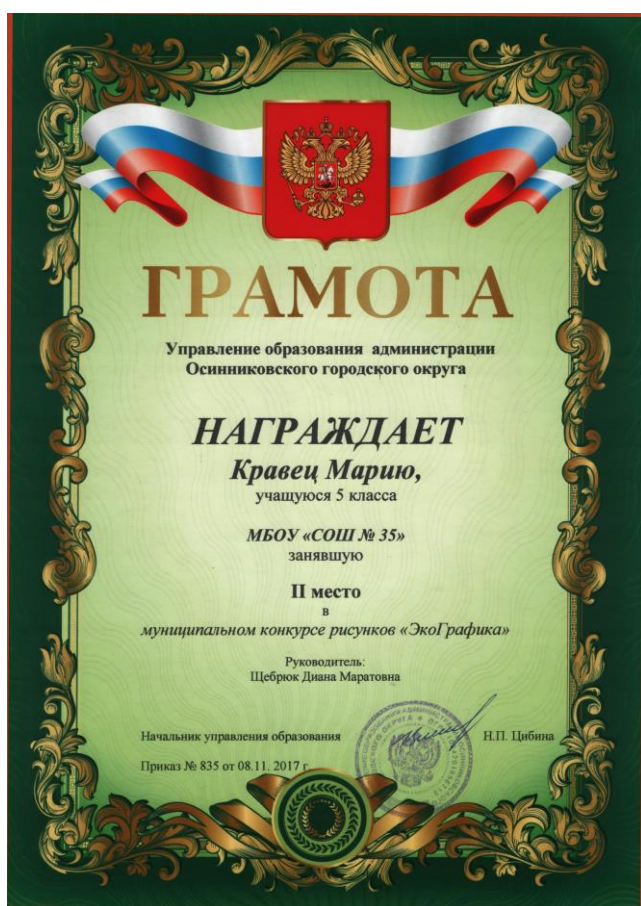 ГРАМОТА
Управление образования администрации
Осинниковского городского округа
НАГРАЖДАЕТ
Кравец Марию,
учащуюся 5 класса
МБОУ «СОШ № 35»
занявшую
II место
в
муниципальном конкурсе рисунков «ЭкоГрафика»
Руководитель:
Щебрюк Диана Маратовна
Начальник управления образования Н.П. Цибина
Приказ № 835 от 08.11. 2017 г.